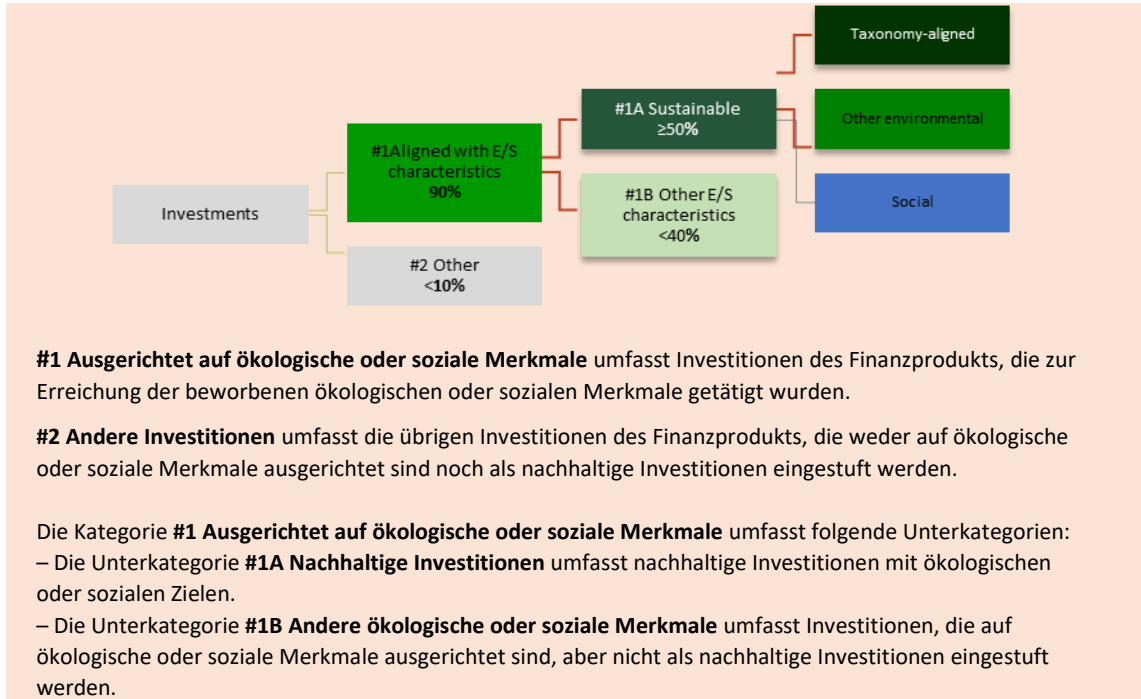 Taxonomy-aligned
#1A Sustainable
≥50%
Other environmental
#1Aligned with E/S
characteristics
90%
#1B Other E/S
characteristics
<40%
Social
Investments
#2 Other
<10%
#1 Ausgerichtet auf ökologische oder soziale Merkmale umfasst Investitionen des Finanzprodukts, die zur
Erreichung der beworbenen ökologischen oder sozialen Merkmale getätigt wurden.
#2 Andere Investitionen umfasst die übrigen Investitionen des Finanzprodukts, die weder auf ökologische
oder soziale Merkmale ausgerichtet sind noch als nachhaltige Investitionen eingestuft werden.
Die Kategorie #1 Ausgerichtet auf ökologische oder soziale Merkmale umfasst folgende Unterkategorien:
– Die Unterkategorie #1A Nachhaltige Investitionen umfasst nachhaltige Investitionen mit ökologischen
oder sozialen Zielen.
– Die Unterkategorie #1B Andere ökologische oder soziale Merkmale umfasst Investitionen, die auf
ökologische oder soziale Merkmale ausgerichtet sind, aber nicht als nachhaltige Investitionen eingestuft
werden.